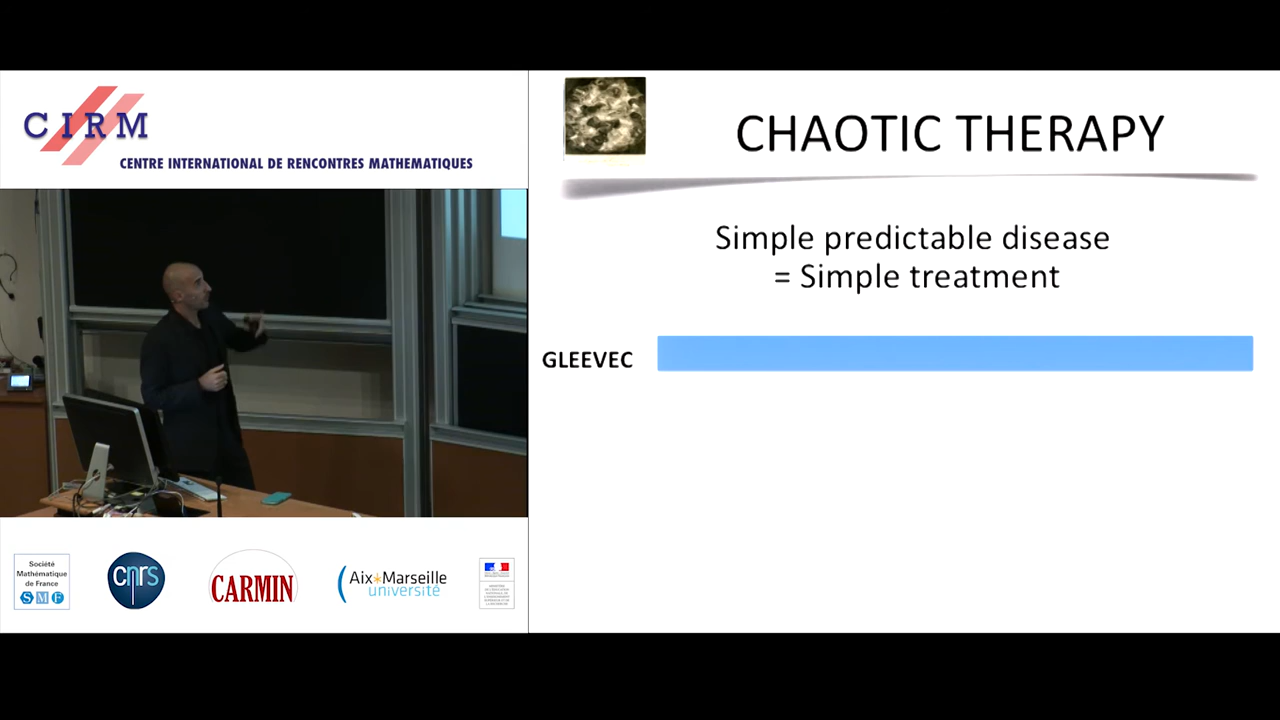 CIRM
CENTRE INTERNATIONAL DE RENCONTRES MATHEMATIQUES
CHAOTIC THERAPY
Simple predictable disease
= Simple treatment
GLEEVEC
Société
Mathématique
de France
SMF
cnrs
CARMIN
Aix*Marseille
université